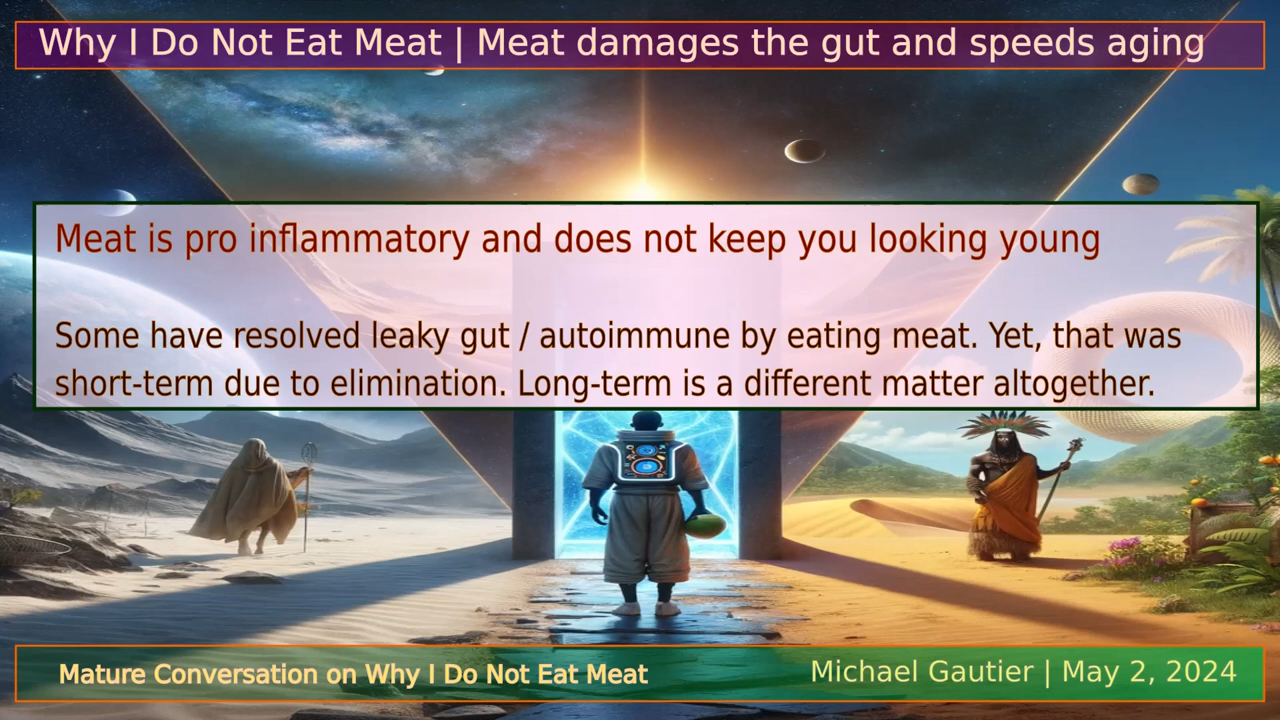 Why I Do Not Eat Meat | Meat damages the gut and speeds aging
Meat is pro inflammatory and does not keep you looking young
Some have resolved leaky gut / autoimmune by eating meat. Yet, that was
short-term due to elimination. Long-term is a different matter altogether.
Mature Conversation on Why I Do Not Eat Meat
Michael Gautier | May 2, 2024